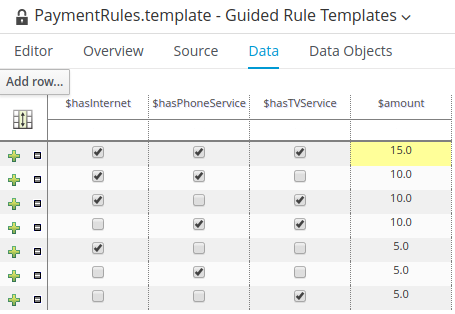 PaymentRules.template - Guided Rule Templates
Editor Overview Source Data Data Objects
Add row...
$hasInternet $hasPhoneService $hasTVService $amount
15.0
10.0
10.0
10.0
5.0
5.0
5.0